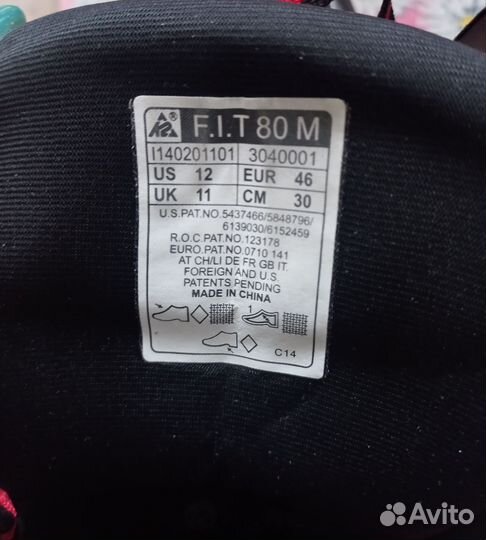 K2 F.I.T 80 M
I140201101 3040001
US 12 EUR 46
UK 11 CM 30
U.S.PAT.NO.5437466/5848796/
6139030/6152459
R.O.C.PAT.NO.123178
EURO.PAT.NO.0710 141
AT CH/LI DE FR GB IT.
FOREIGN AND U.S.
PATENTS PENDING
MADE IN CHINA
1
C14
Avito